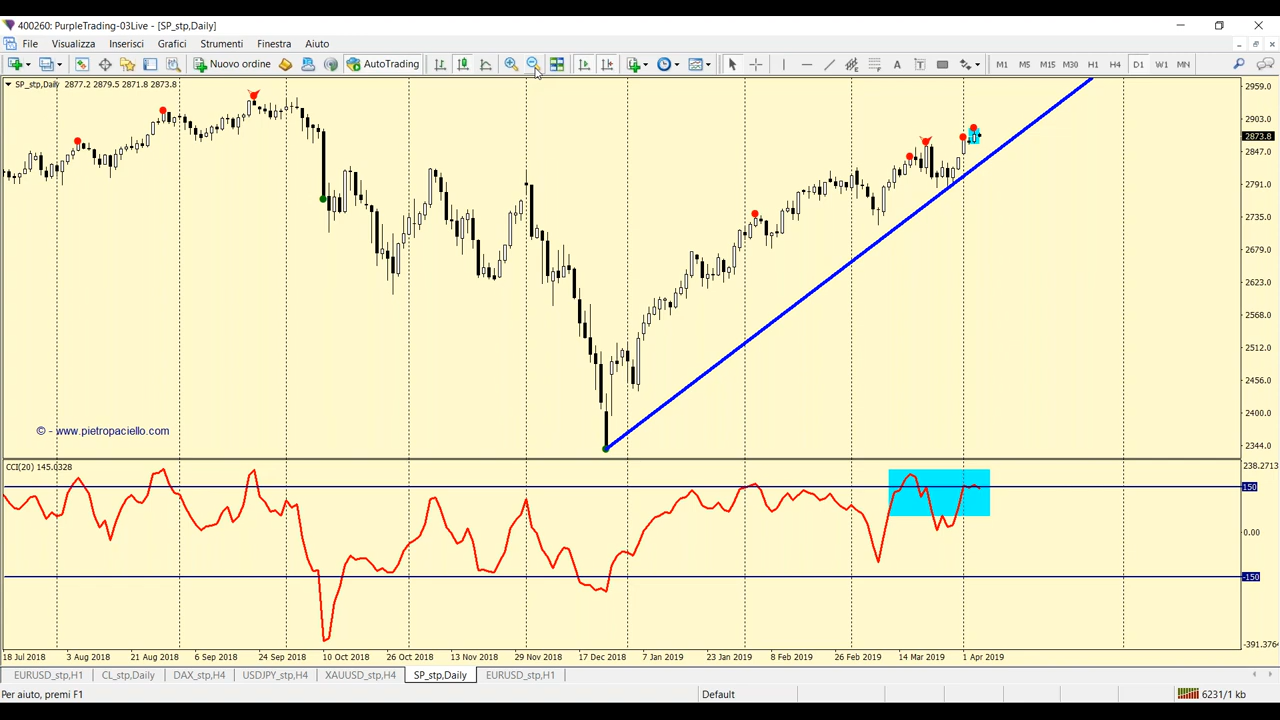 400260: PurpleTrading-03Live - [SP_stp,Daily]
File Visualizza Inserisci Grafici Strumenti Finestra Aiuto
Nuovo ordine AutoTrading A T M1 M5 M15 M30 H1 H4 D1 W1 MN
SP_stp,Daily 2877.2 2879.5 2871.8 2873.8
2959.0
2903.0
2873.8
2847.0
2791.0
2735.0
2679.0
2623.0
2568.0
2512.0
2456.0
2400.0
2344.0
© - www.pietropaciello.com
CCI(20) 145.0328
238.2713
150
0.00
-150
-391.3764
18 Jul 2018 3 Aug 2018 21 Aug 2018 6 Sep 2018 24 Sep 2018 10 Oct 2018 26 Oct 2018 13 Nov 2018 29 Nov 2018 17 Dec 2018 7 Jan 2019 23 Jan 2019 8 Feb 2019 26 Feb 2019 14 Mar 2019 1 Apr 2019
EURUSD_stp,H1 CL_stp,Daily DAX_stp,H4 USDJPY_stp,H4 XAUUSD_stp,H4 SP_stp,Daily EURUSD_stp,H1
Per aiuto, premi F1 Default 6231/1 kb